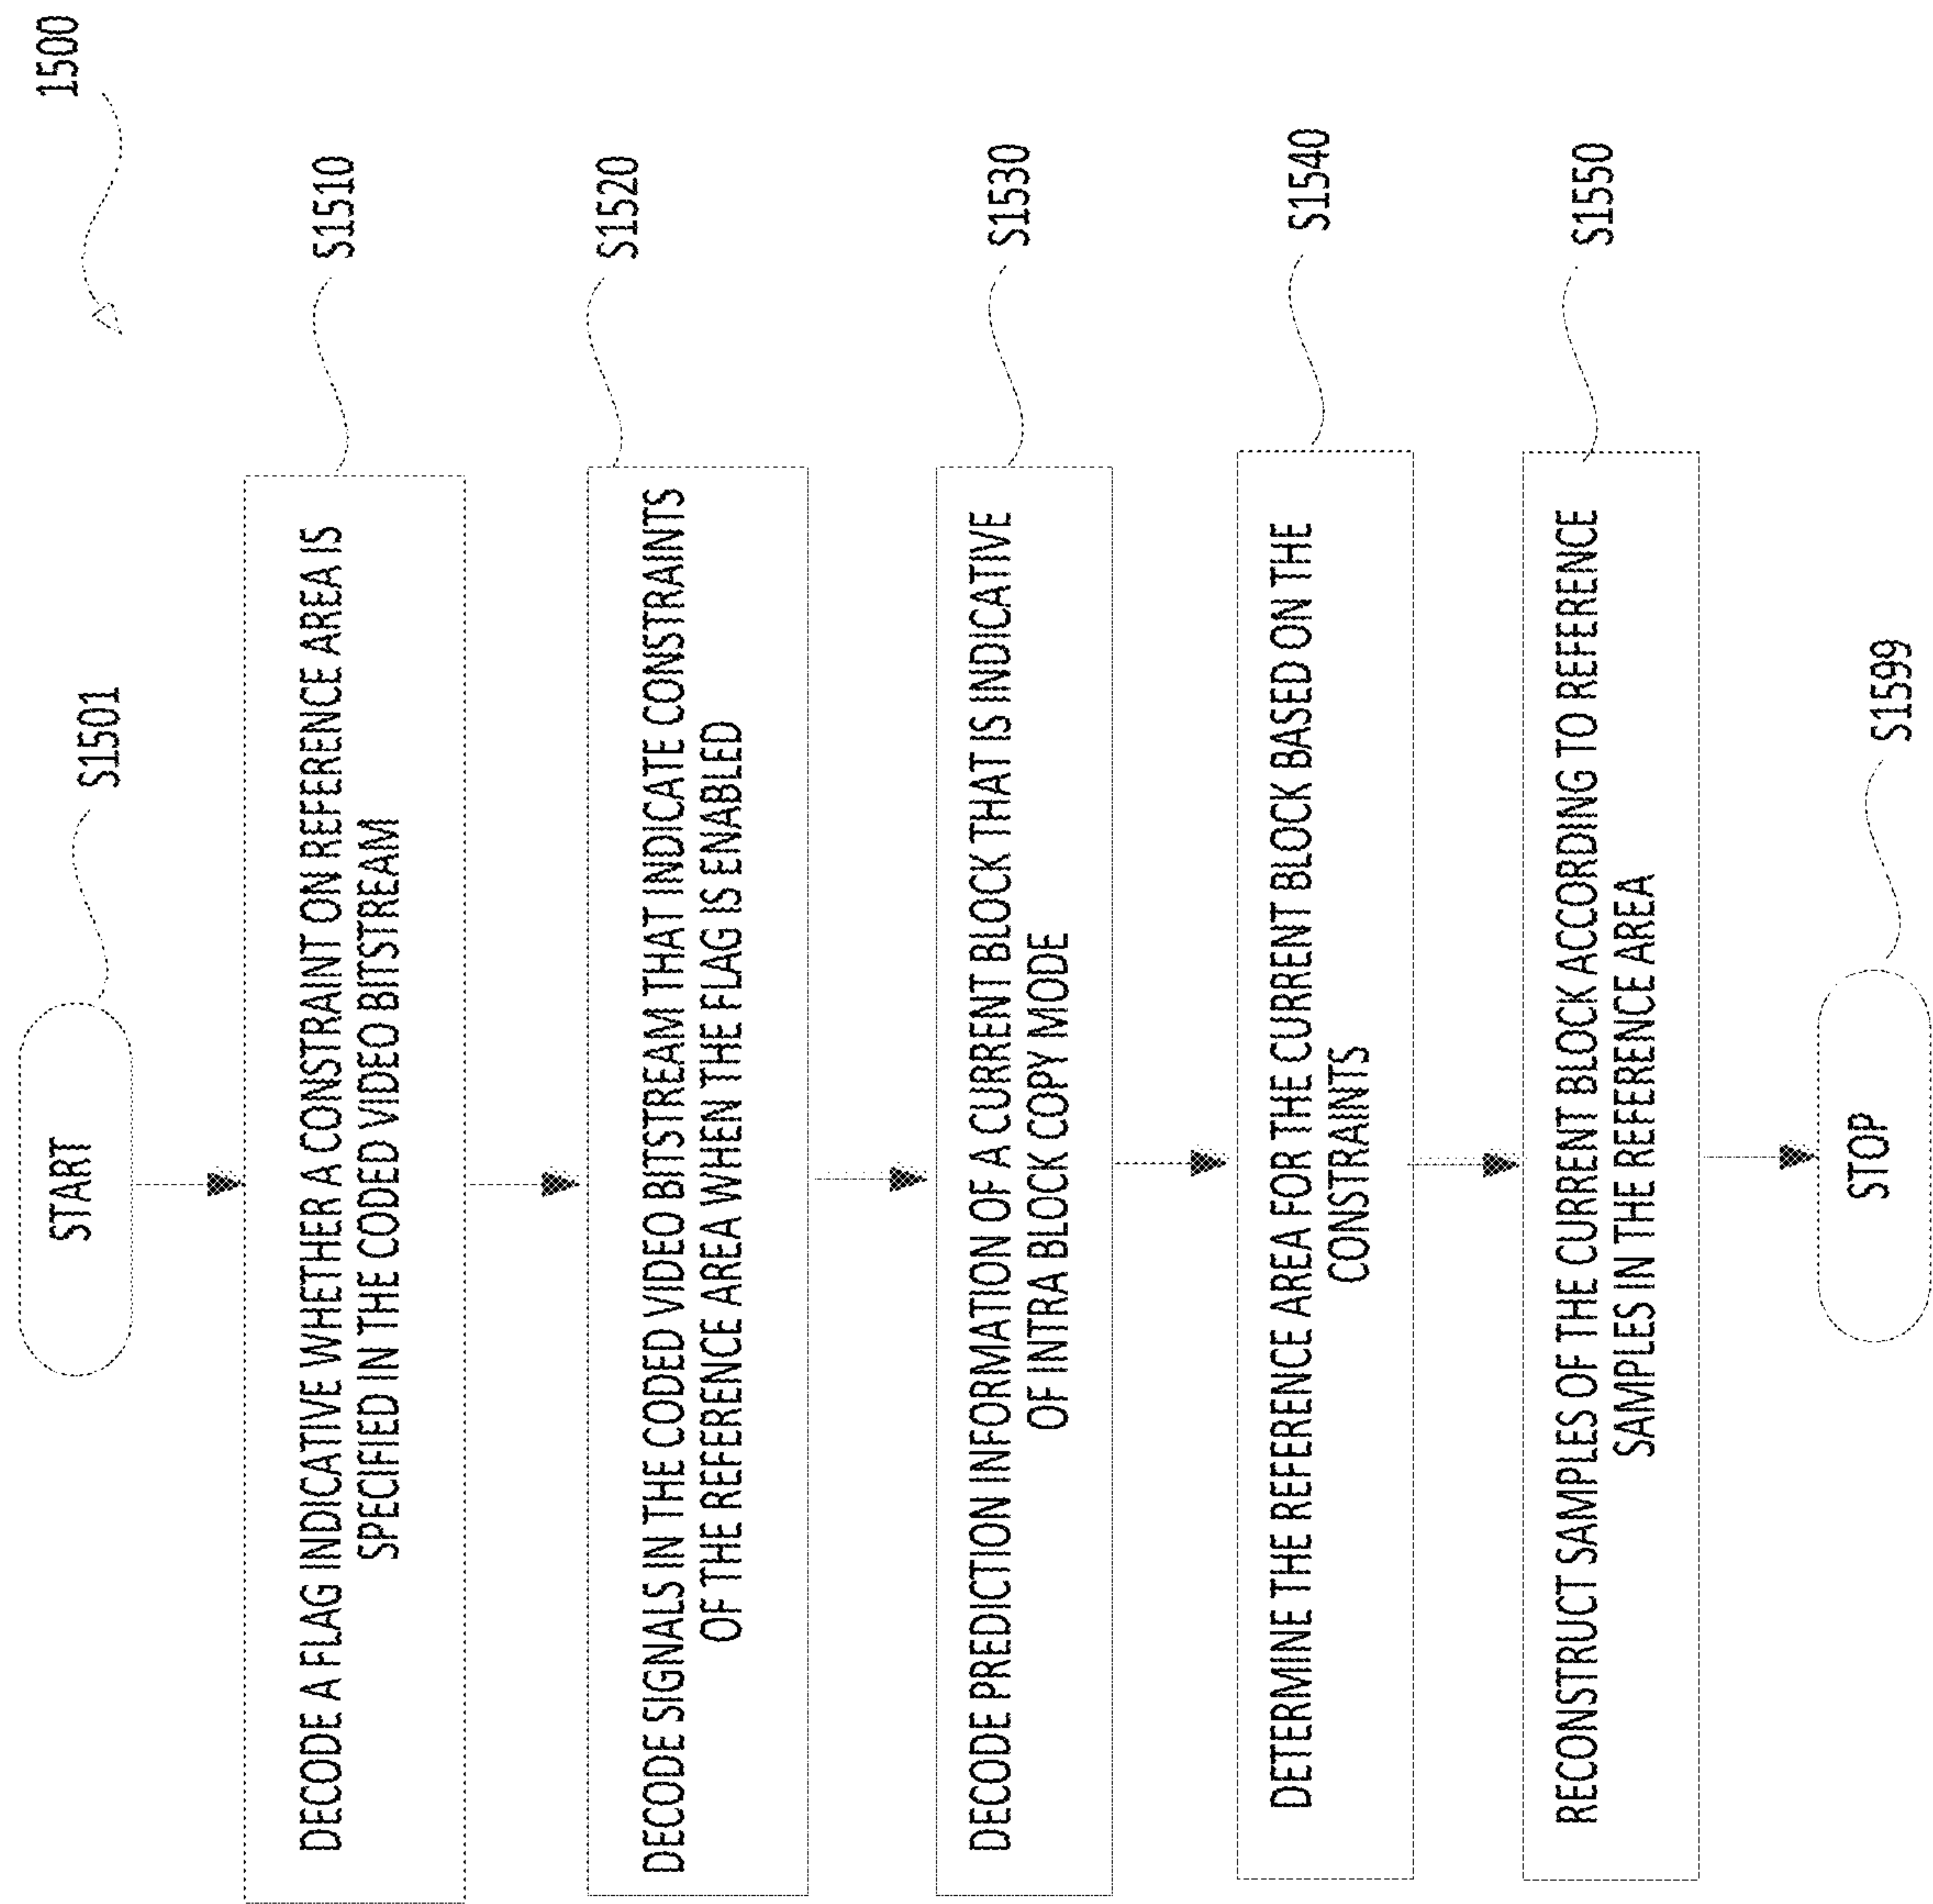 1500
START
S1501
DECODE A FLAG INDICATIVE WHETHER A CONSTRAINT ON REFERENCE AREA IS
SPECIFIED IN THE CODED VIDEO BITSTREAM
S1510
DECODE SIGNALS IN THE CODED VIDEO BITSTREAM THAT INDICATE CONSTRAINTS
OF THE REFERENCE AREA WHEN THE FLAG IS ENABLED
S1520
DECODE PREDICTION INFORMATION OF A CURRENT BLOCK THAT IS INDICATIVE
OF INTRA BLOCK COPY MODE
S1530
DETERMINE THE REFERENCE AREA FOR THE CURRENT BLOCK BASED ON THE
CONSTRAINTS
S1540
RECONSTRUCT SAMPLES OF THE CURRENT BLOCK ACCORDING TO REFERENCE
SAMPLES IN THE REFERENCE AREA
S1550
STOP
S1599